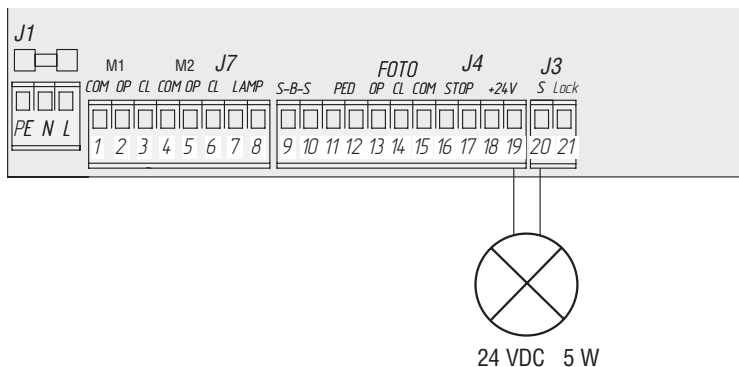 J1
M1 M2 J7 FOTO J4 J3
COM OP CL COM OP CL LAMP S-B-S PED OP CL COM STOP +24V S Lock
PE N L
1 2 3 4 5 6 7 8 9 10 11 12 13 14 15 16 17 18 19 20 21
24 VDC 5 W